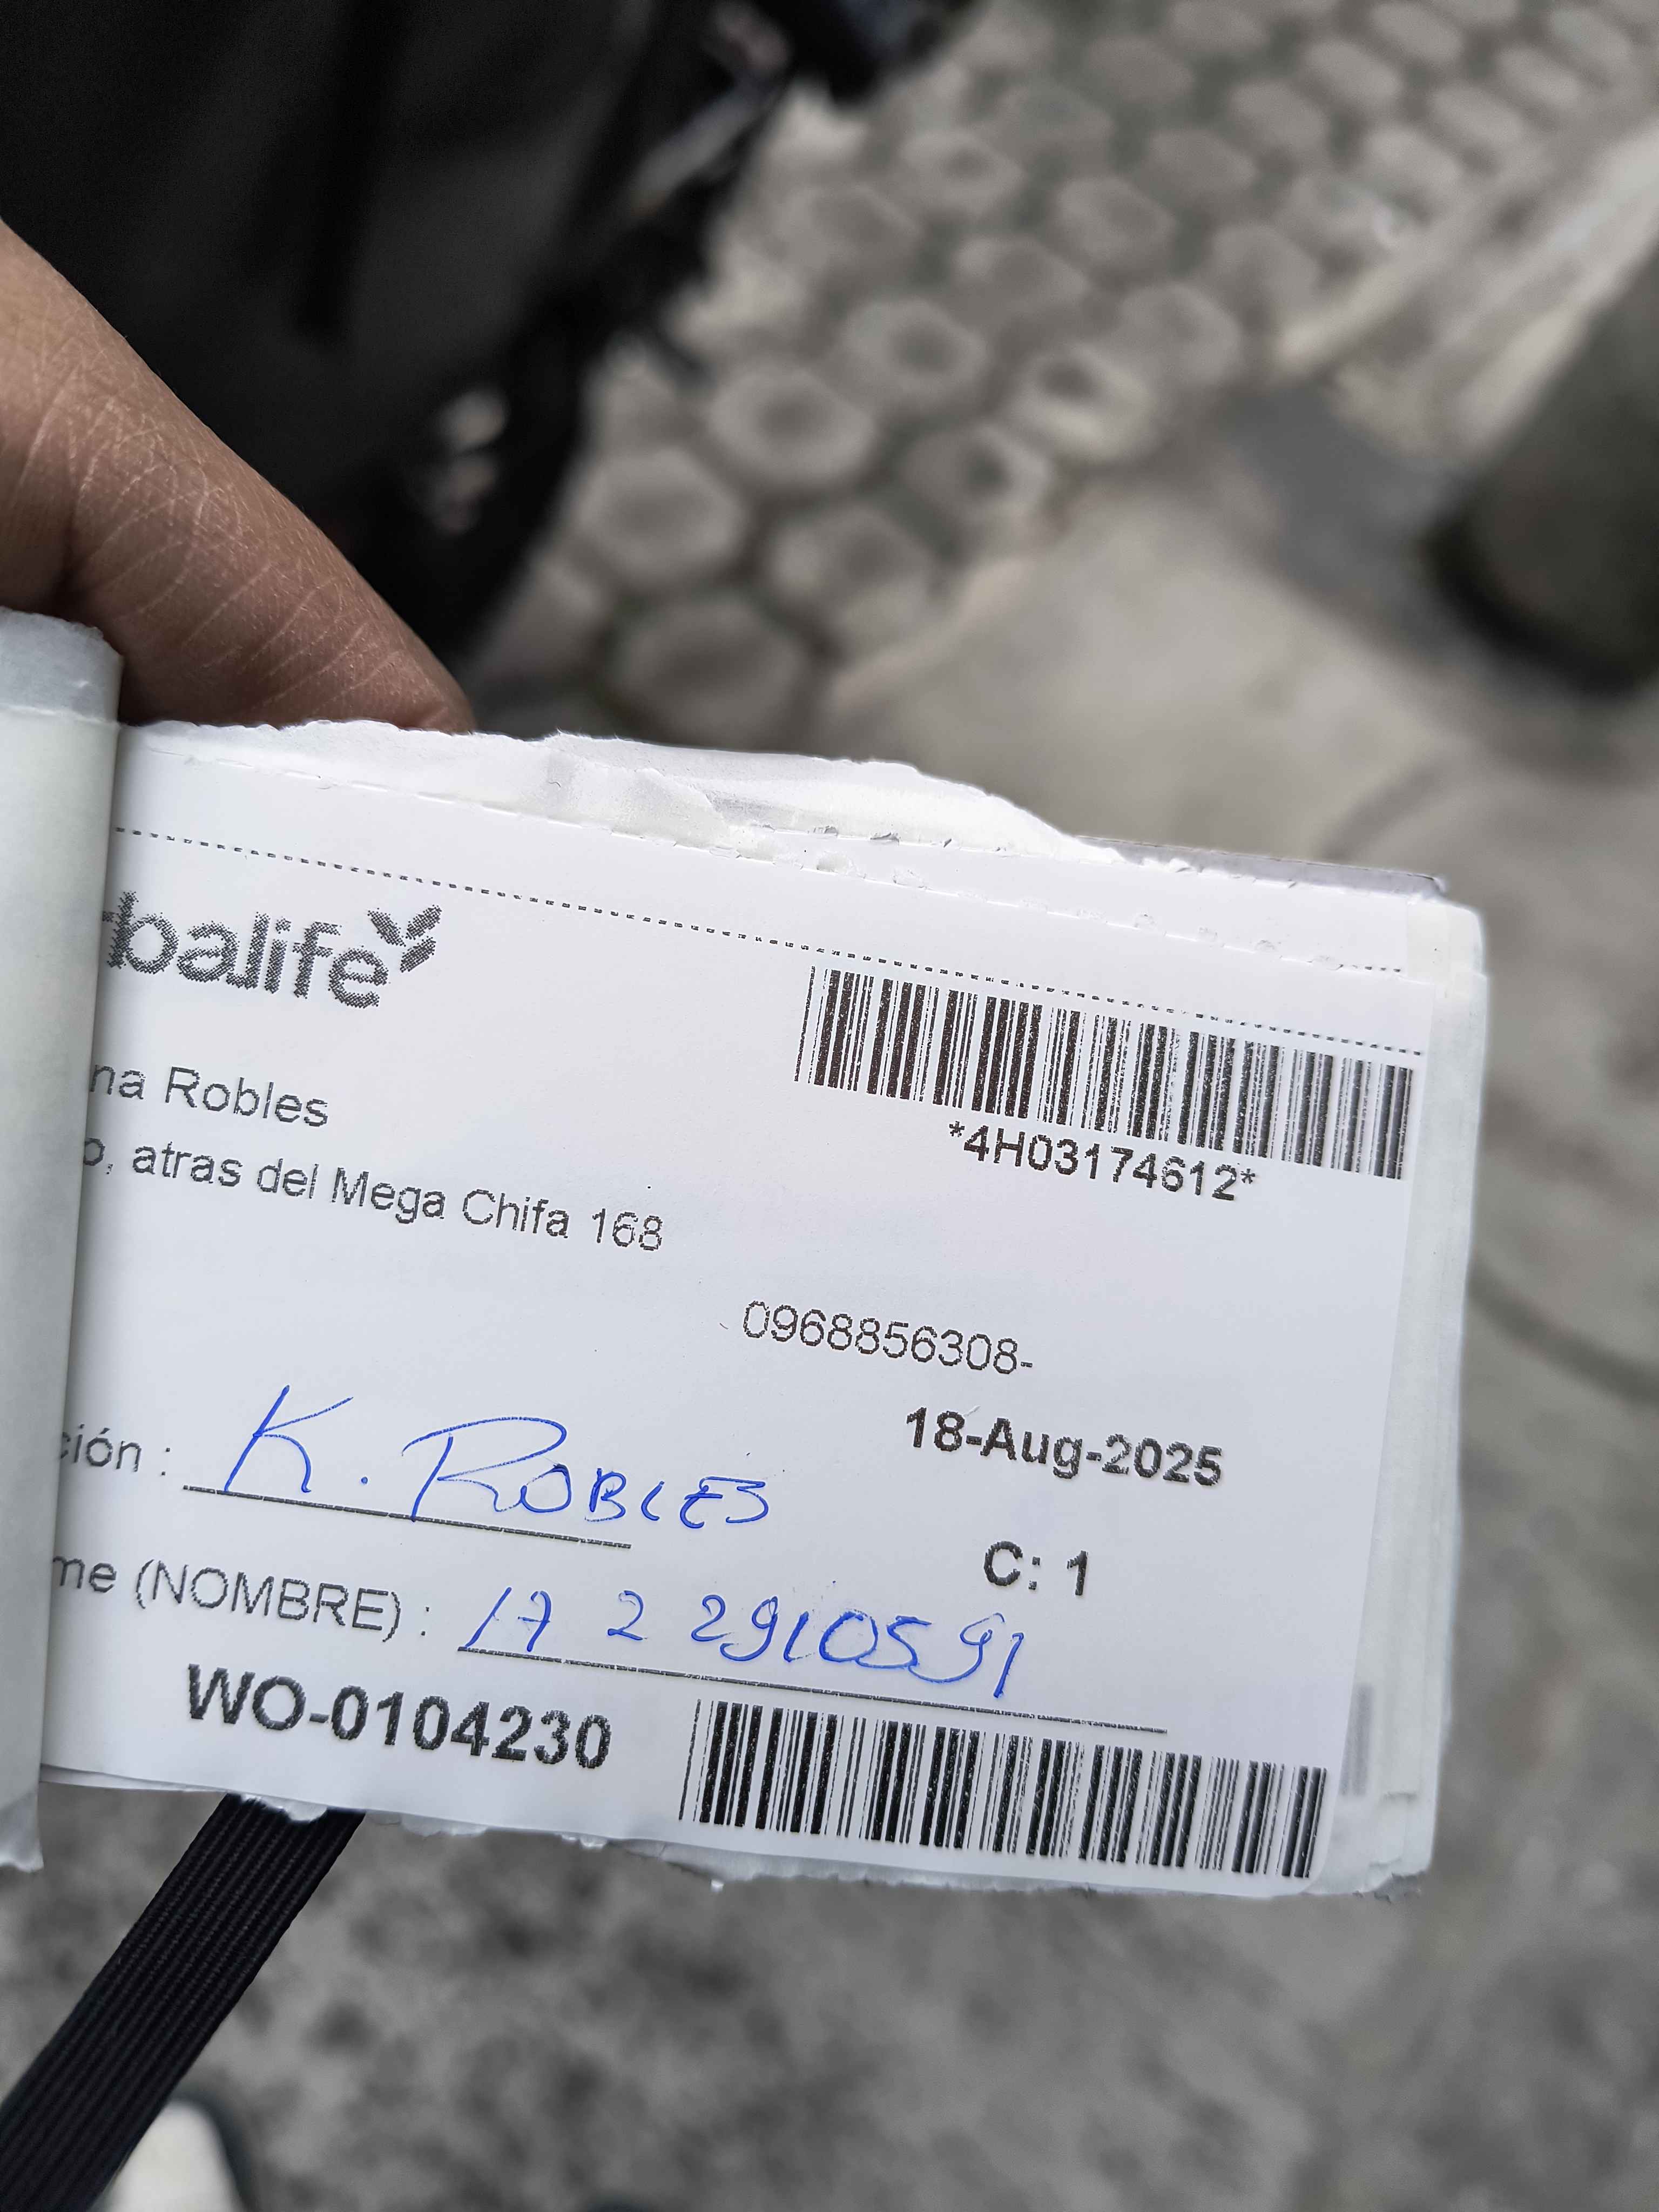 rbalife
*4H03174612*
na Robles
o, atras del Mega Chifa 168
0968856308-
18-Aug-2025
ción : K. ROBLES
C: 1
me (NOMBRE) : 17 2 2910591
WO-0104230